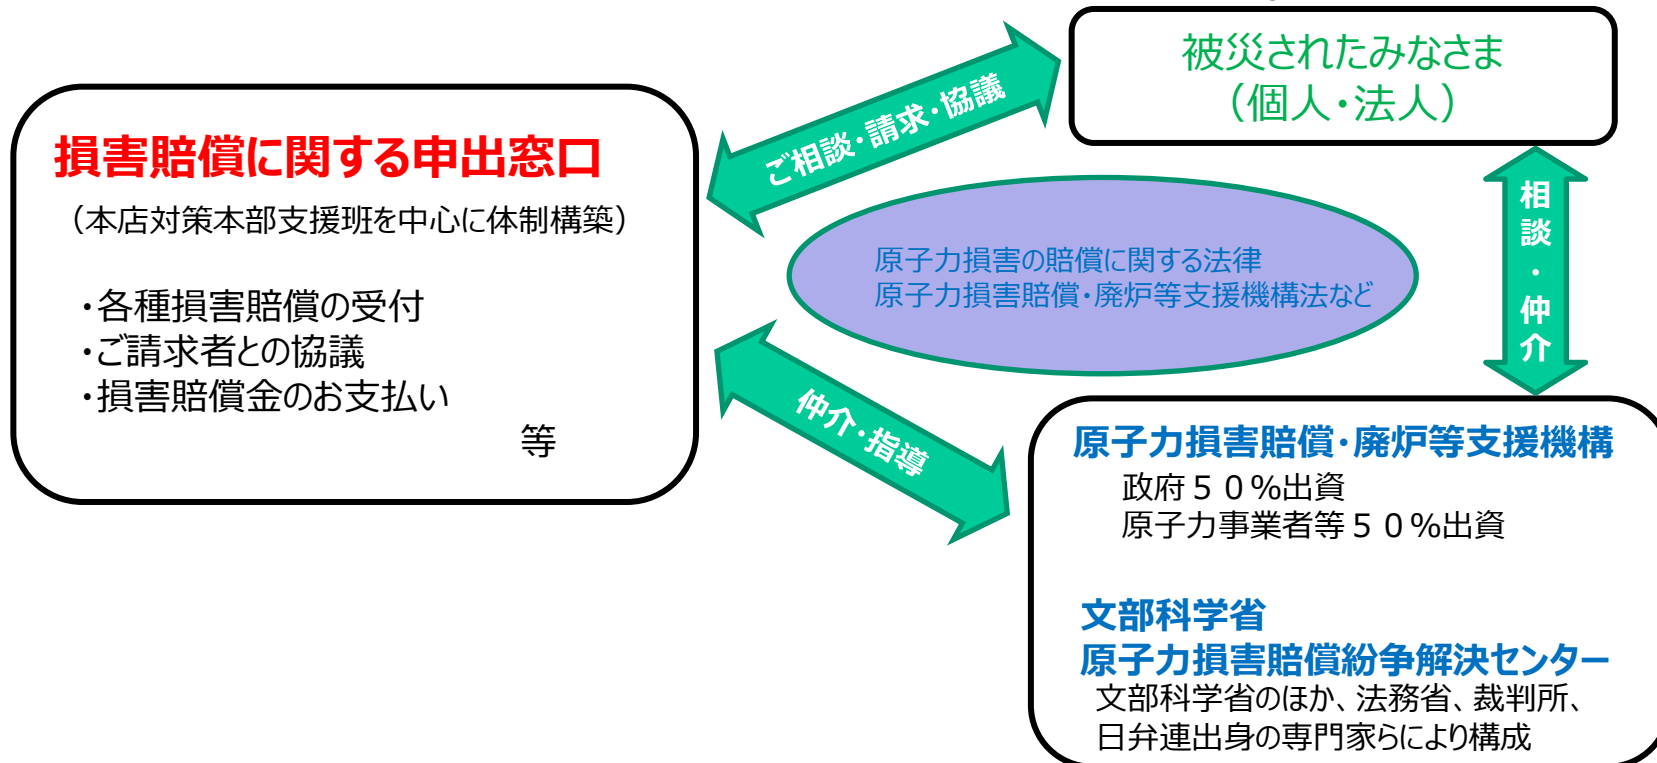 被災されたみなさま
（個人・法人）
ご相談・請求・協議
損害賠償に関する申出窓口
（本店対策本部支援班を中心に体制構築）
・各種損害賠償の受付
・ご請求者との協議
・損害賠償金のお支払い
等
原子力損害の賠償に関する法律
原子力損害賠償・廃炉等支援機構法など
相談・仲介
仲介・指導
原子力損害賠償・廃炉等支援機構
政府５０％出資
原子力事業者等５０％出資
文部科学省
原子力損害賠償紛争解決センター
文部科学省のほか、法務省、裁判所、
日弁連出身の専門家らにより構成